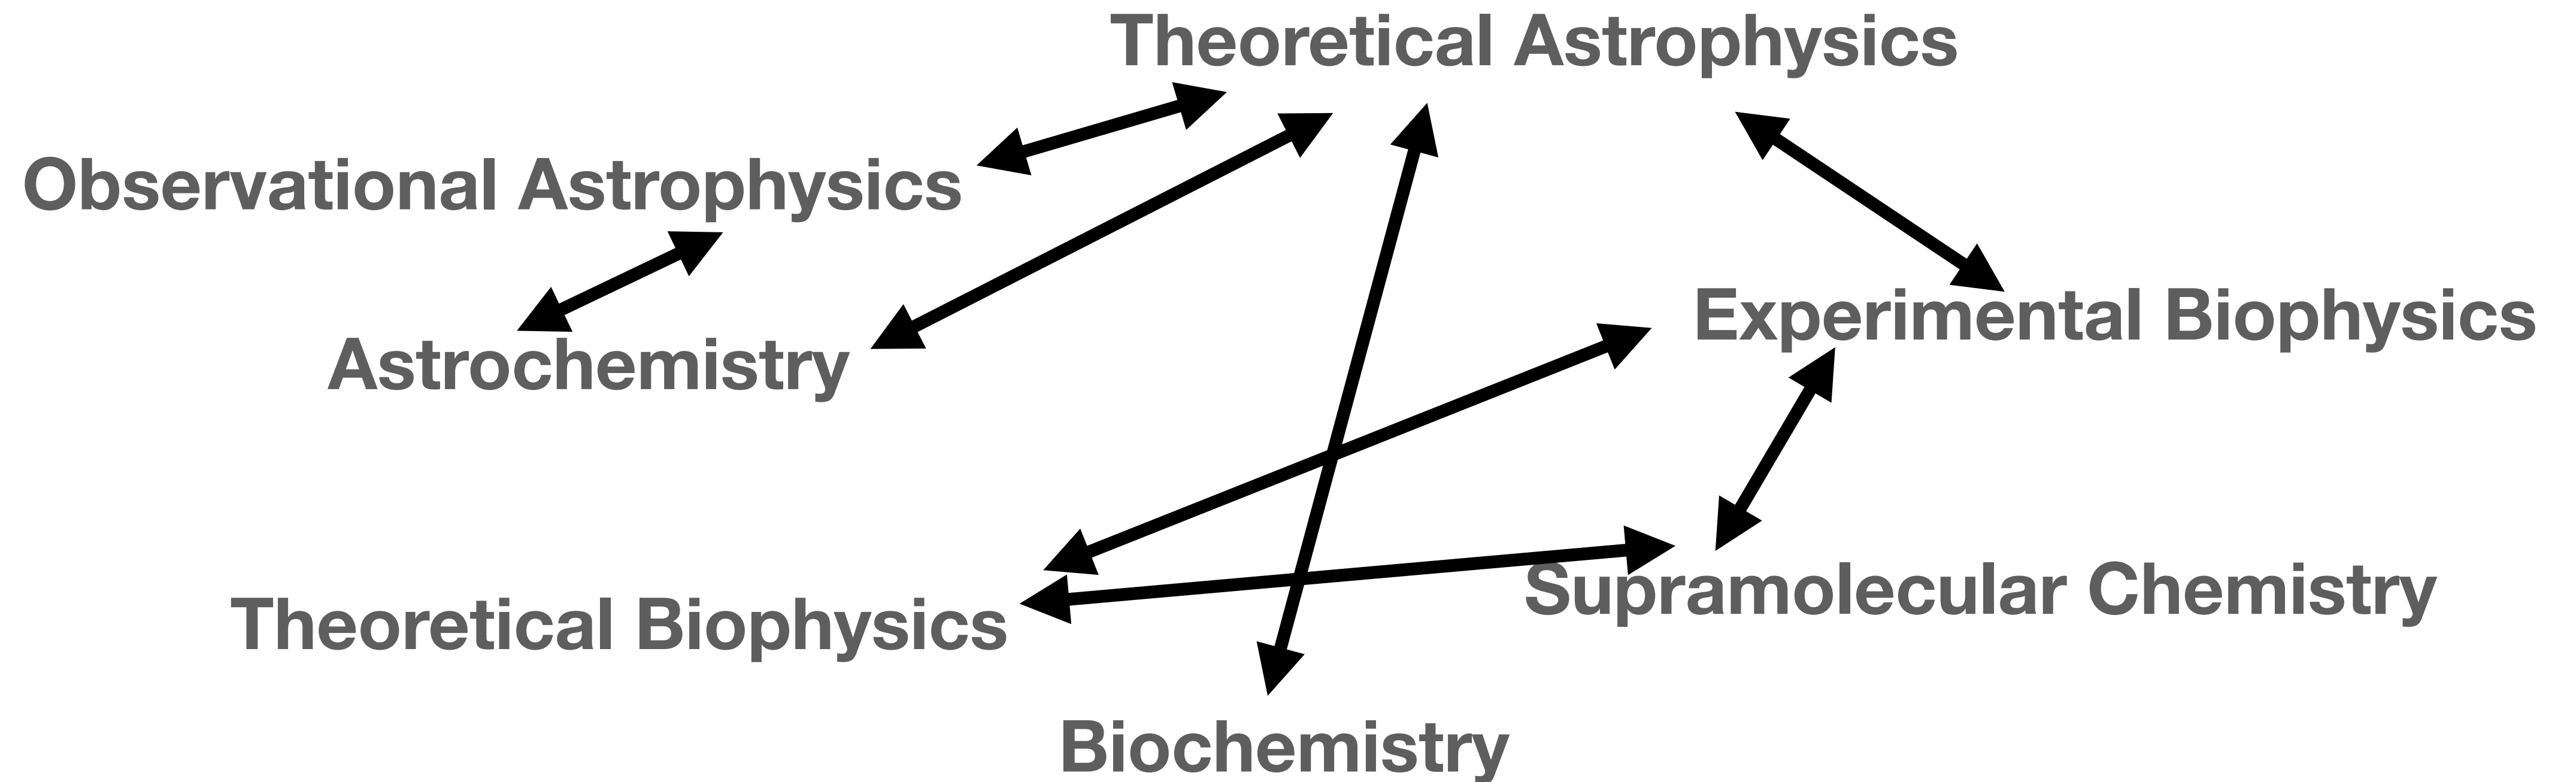 Theoretical Astrophysics
Observational Astrophysics
Experimental Biophysics
Astrochemistry
Supramolecular Chemistry
Theoretical Biophysics
Biochemistry